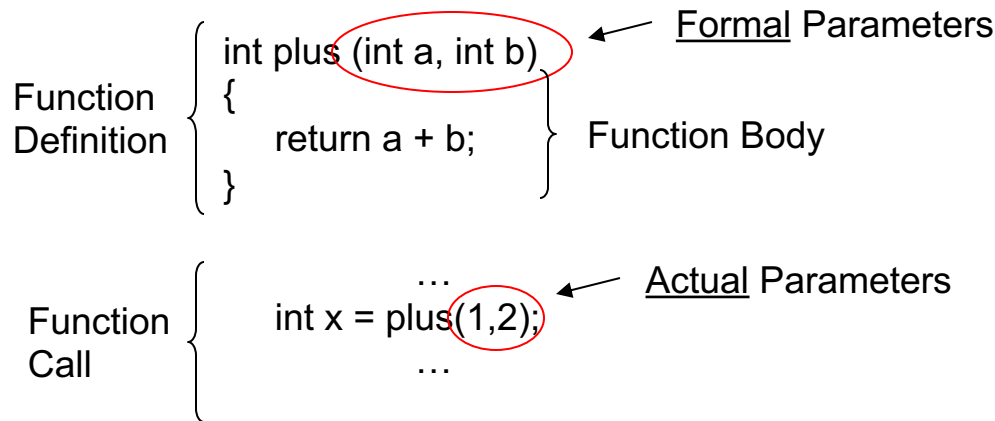 Formal Parameters
int plus (int a, int b)
Function
Definition
{
return a + b;
}
Function Body
Actual Parameters
…
int x = plus(1,2);
…
Function
Call